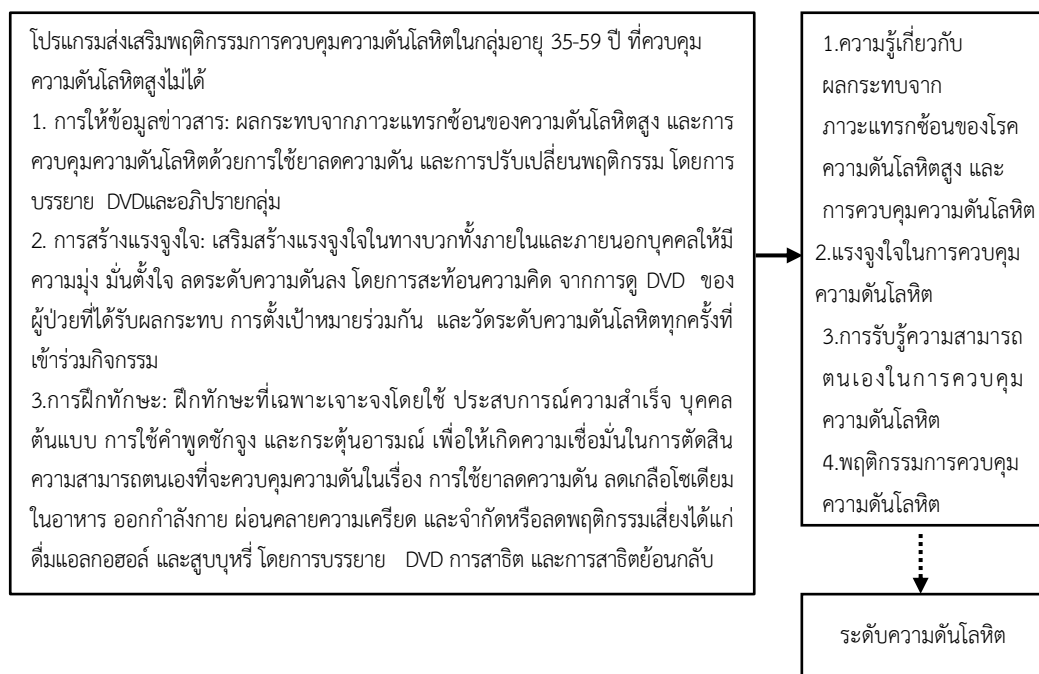 โปรแกรมส่งเสริมพฤติกรรมการควบคุมความดันโลหิตในกลุ่มอายุ 35-59 ปี ที่ควบคุม
ความดันโลหิตสูงไม่ได้
1. การให้ข้อมูลข่าวสาร: ผลกระทบจากภาวะแทรกซ้อนของความดันโลหิตสูง และการ
ควบคุมความดันโลหิตด้วยการใช้ยาลดความดัน และการปรับเปลี่ยนพฤติกรรม โดยการ
บรรยาย DVDและอภิปรายกลุ่ม
2. การสร้างแรงจูงใจ: เสริมสร้างแรงจูงใจในทางบวกทั้งภายในและภายนอกบุคคลให้มี
ความมุ่ง มั่นตั้งใจ ลดระดับความดันลง โดยการสะท้อนความคิด จากการดู DVD ของ
ผู้ป่วยที่ได้รับผลกระทบ การตั้งเป้าหมายร่วมกัน และวัดระดับความดันโลหิตทุกครั้งที่
เข้าร่วมกิจกรรม
3.การฝึกทักษะ: ฝึกทักษะที่เฉพาะเจาะจงโดยใช้ ประสบการณ์ความสำเร็จ บุคคล
ต้นแบบ การใช้คำพูดชักจูง และกระตุ้นอารมณ์ เพื่อให้เกิดความเชื่อมั่นในการตัดสิน
ความสามารถตนเองที่จะควบคุมความดันในเรื่อง การใช้ยาลดความดัน ลดเกลือโซเดียม
ในอาหาร ออกกำลังกาย ผ่อนคลายความเครียด และจำกัดหรือลดพฤติกรรมเสี่ยงได้แก่
ดื่มแอลกอฮอล์ และสูบบุหรี่ โดยการบรรยาย DVD การสาธิต และการสาธิตย้อนกลับ
1.ความรู้เกี่ยวกับ
ผลกระทบจาก
ภาวะแทรกซ้อนของโรค
ความดันโลหิตสูง และ
การควบคุมความดันโลหิต
2.แรงจูงใจในการควบคุม
ความดันโลหิต
3.การรับรู้ความสามารถ
ตนเองในการควบคุม
ความดันโลหิต
4.พฤติกรรมการควบคุม
ความดันโลหิต
ระดับความดันโลหิต